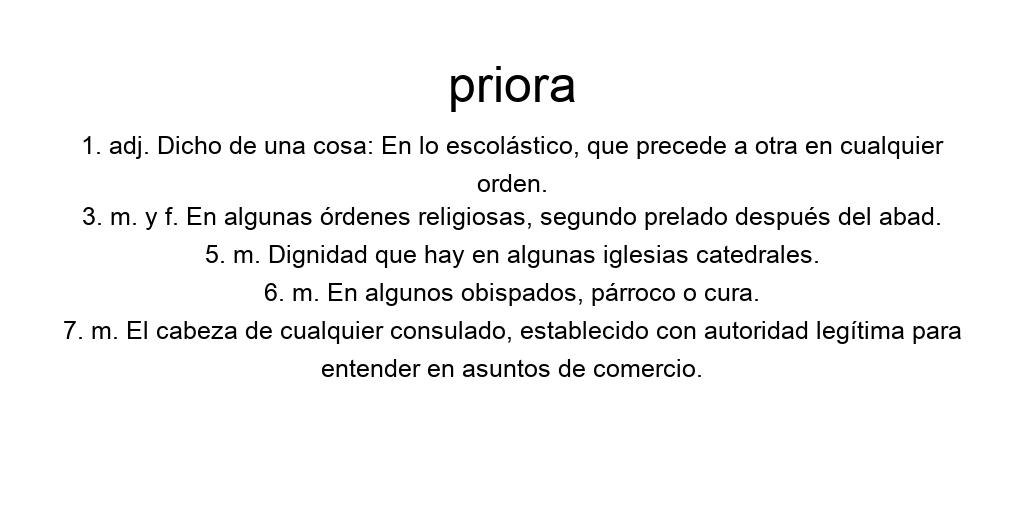 priora
1. adj. Dicho de una cosa: En lo escolástico, que precede a otra en cualquier
orden.
3. m. y f. En algunas órdenes religiosas, segundo prelado después del abad.
5. m. Dignidad que hay en algunas iglesias catedrales.
6. m. En algunos obispados, párroco o cura.
7. m. El cabeza de cualquier consulado, establecido con autoridad legítima para
entender en asuntos de comercio.